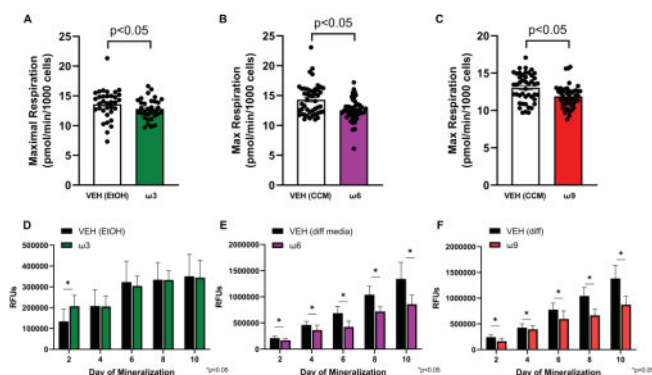 A
p<0.05
Maximal Respiration
(pmol/min/1000 cells)
25
20
15
10
5
0
VEH (EtOH)
ω3
B
p<0.05
Max Respiration
(pmol/min/1000 cells)
25
20
15
10
5
0
VEH (CCM)
ω6
C
p<0.05
Max Respiration
(pmol/min/1000 cells)
20
15
10
5
0
VEH (CCM)
ω9
D
VEH (EtOH)
ω3
RFUs
500000
400000
300000
200000
100000
0
*
2 4 6 8 10
Day of Mineralization
*p<0.05
E
VEH (diff media)
ω6
RFUs
2000000
1500000
1000000
500000
0
* * * * *
2 4 6 8 10
Day of Mineralization
F
VEH (diff)
ω9
RFUs
2000000
1500000
1000000
500000
0
* * * * *
2 4 6 8 10
Day of Mineralization
*p<0.05